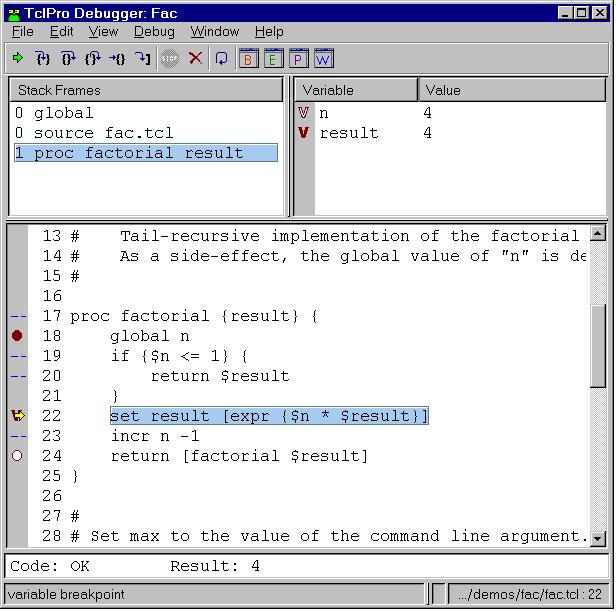 TclPro Debugger: Fac
File Edit View Debug Window Help
STOP B E P W
Stack Frames
0 global
0 source fac.tcl
1 proc factorial result
Variable Value
V n 4
V result 4
13 #    Tail-recursive implementation of the factorial
14 #    As a side-effect, the global value of "n" is de
15 #
16
17 proc factorial {result} {
18     global n
19     if {$n <= 1} {
20         return $result
21     }
22     set result [expr {$n * $result}]
23     incr n -1
24     return [factorial $result]
25 }
26
27 #
28 # Set max to the value of the command line argument.
Code: OK Result: 4
variable breakpoint
.../demos/fac/fac.tcl : 22